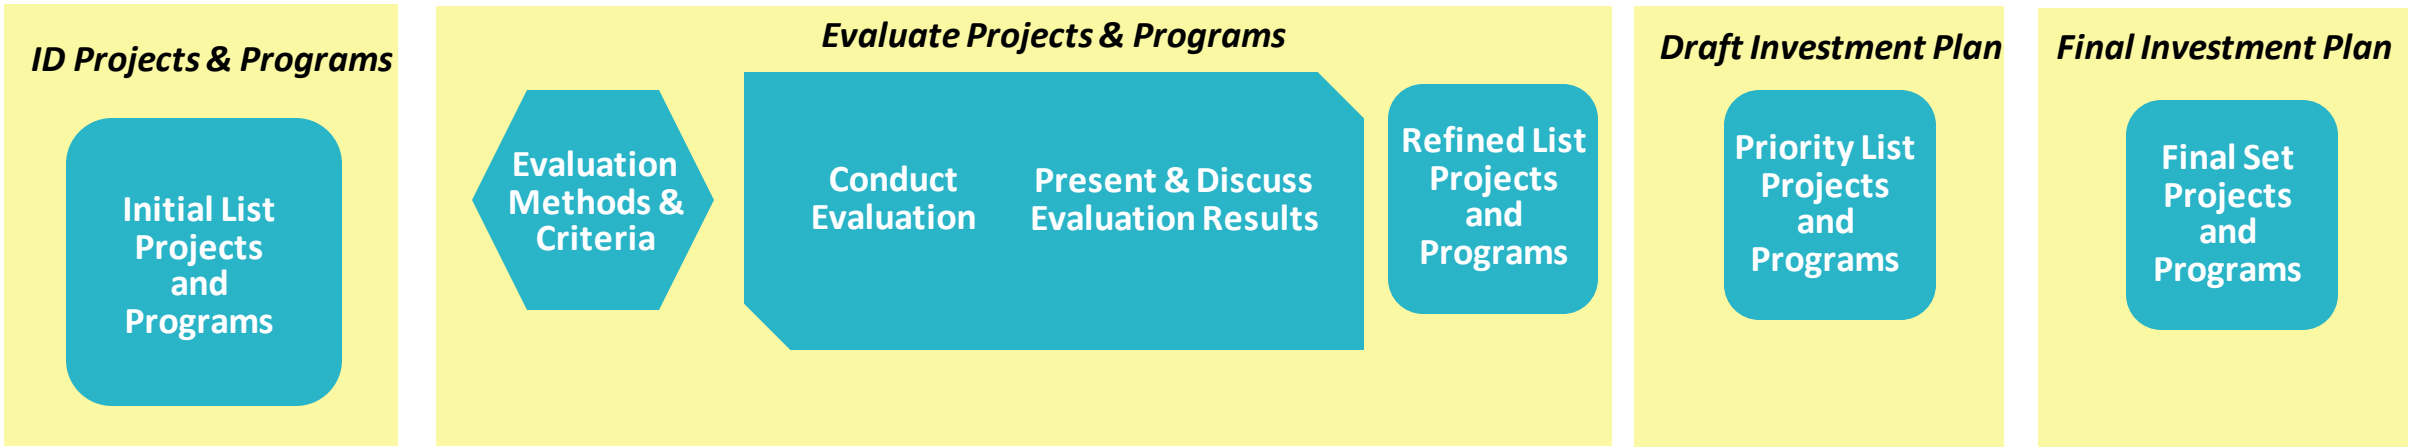 ID Projects & Programs
Initial List
Projects
and
Programs
Evaluate Projects & Programs
Evaluation
Methods &
Criteria
Conduct
Evaluation
Present & Discuss
Evaluation Results
Refined List
Projects
and
Programs
Draft Investment Plan
Priority List
Projects
and
Programs
Final Investment Plan
Final Set
Projects
and
Programs